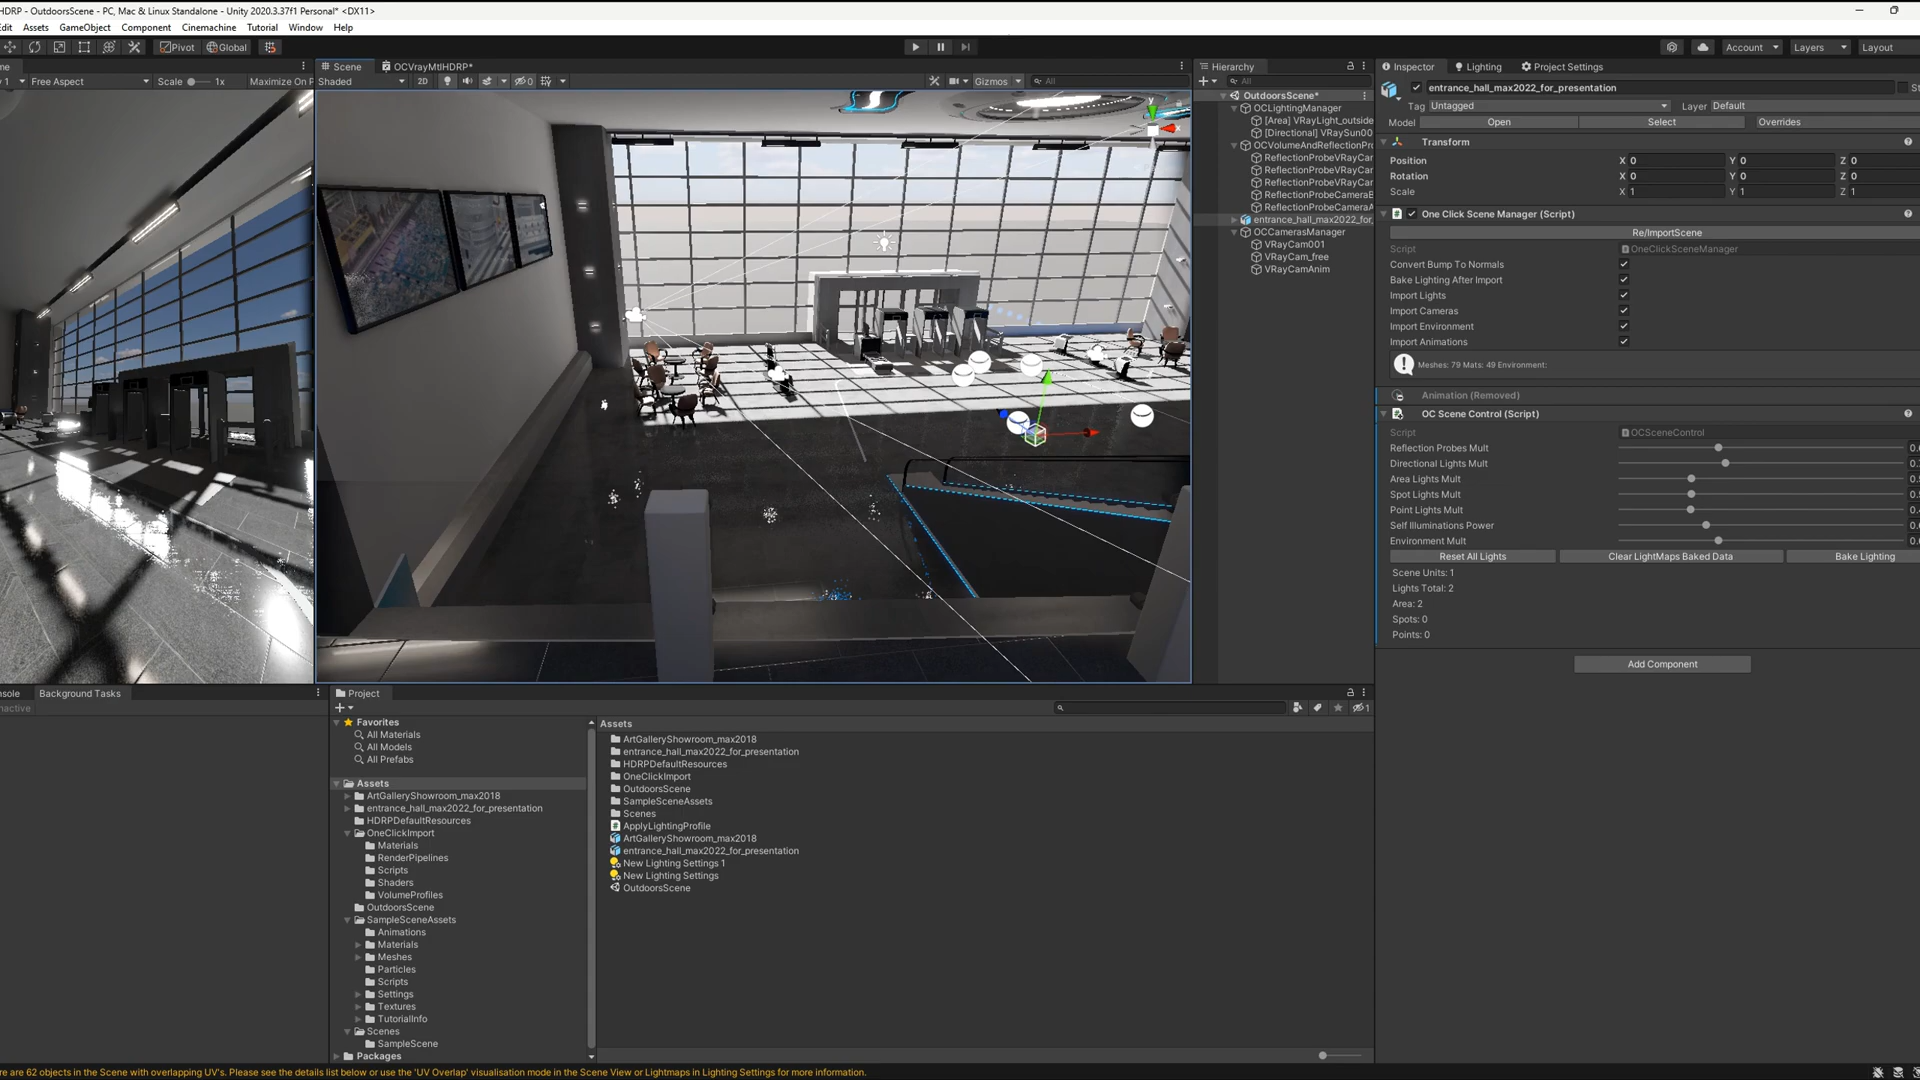 HDRP - OutdoorsScene - PC, Mac & Linux Standalone - Unity 2020.3.37f1 Personal* <DX11>
Edit Assets GameObject Component Cinemachine Tutorial Window Help
Pivot Global Account Layers Layout
Free Aspect Scale 1x Maximize On P
Scene OCVrayMtlHDRP*
Shaded 2D 0 Gizmos All
Hierarchy
All
OutdoorsScene*
OCLightingManager
[Area] VRayLight_outside
[Directional] VRaySun00
OCVolumeAndReflectionPro
ReflectionProbeVRayCar
ReflectionProbeVRayCar
ReflectionProbeVRayCar
ReflectionProbeCameraE
ReflectionProbeCameraA
entrance_hall_max2022_for_
OCCamerasManager
VRayCam001
VRayCam_free
VRayCamAnim
Inspector Lighting Project Settings
entrance_hall_max2022_for_presentation St
Tag Untagged Layer Default
Model Open Select Overrides
Transform
Position X 0 Y 0 Z 0
Rotation X 0 Y 0 Z 0
Scale X 1 Y 1 Z 1
One Click Scene Manager (Script)
Re/ImportScene
Script OneClickSceneManager
Convert Bump To Normals
Bake Lighting After Import
Import Lights
Import Cameras
Import Environment
Import Animations
Meshes: 79 Mats: 49 Environment:
Animation (Removed)
OC Scene Control (Script)
Script OCSceneControl
Reflection Probes Mult
Directional Lights Mult
Area Lights Mult
Spot Lights Mult
Point Lights Mult
Self Illuminations Power
Environment Mult
Reset All Lights Clear LightMaps Baked Data Bake Lighting
Scene Units: 1
Lights Total: 2
Area: 2
Spots: 0
Points: 0
Add Component
nsole Background Tasks
nactive
Project
1
Favorites
All Materials
All Models
All Prefabs
Assets
ArtGalleryShowroom_max2018
entrance_hall_max2022_for_presentation
HDRPDefaultResources
OneClickImport
Materials
RenderPipelines
Scripts
Shaders
VolumeProfiles
OutdoorsScene
SampleSceneAssets
Animations
Materials
Meshes
Particles
Scripts
Settings
Textures
TutorialInfo
Scenes
SampleScene
Packages
Assets
ArtGalleryShowroom_max2018
entrance_hall_max2022_for_presentation
HDRPDefaultResources
OneClickImport
OutdoorsScene
SampleSceneAssets
Scenes
ApplyLightingProfile
ArtGalleryShowroom_max2018
entrance_hall_max2022_for_presentation
New Lighting Settings 1
New Lighting Settings
OutdoorsScene
re are 62 objects in the Scene with overlapping UV's. Please see the details list below or use the 'UV Overlap' visualisation mode in the Scene View or Lightmaps in Lighting Settings for more information.